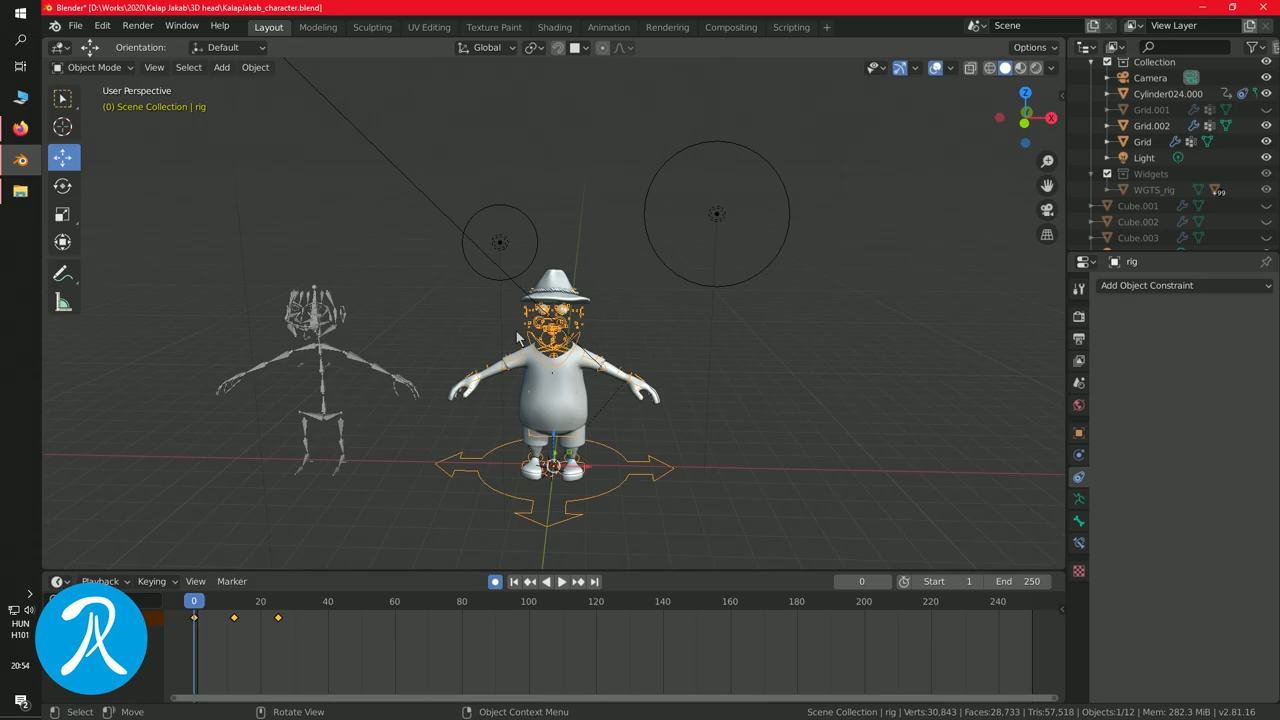 Blender* [D:\Works\2020\Kalap Jakab\3D head\KalapJakab_character.blend]
File Edit Render Window Help Layout Modeling Sculpting UV Editing Texture Paint Shading Animation Rendering Compositing Scripting + Scene View Layer
Orientation: Default Global Options
Object Mode View Select Add Object
User Perspective
(0) Scene Collection | rig
Z
X
Collection
Camera
Cylinder024.000
Grid.001
Grid.002
Grid
Light
Widgets
WGTS_rig 99
Cube.001
Cube.002
Cube.003
rig
Add Object Constraint
Playback Keying View Marker 0 Start 1 End 250
0 20 40 60 80 100 120 140 160 180 200 220 240
HUN
H101
20:54
2
Select Move Rotate View Object Context Menu Scene Collection | rig | Verts:30,843 | Faces:28,733 | Tris:57,518 | Objects:1/12 | Mem: 282.3 MiB | v2.81.16